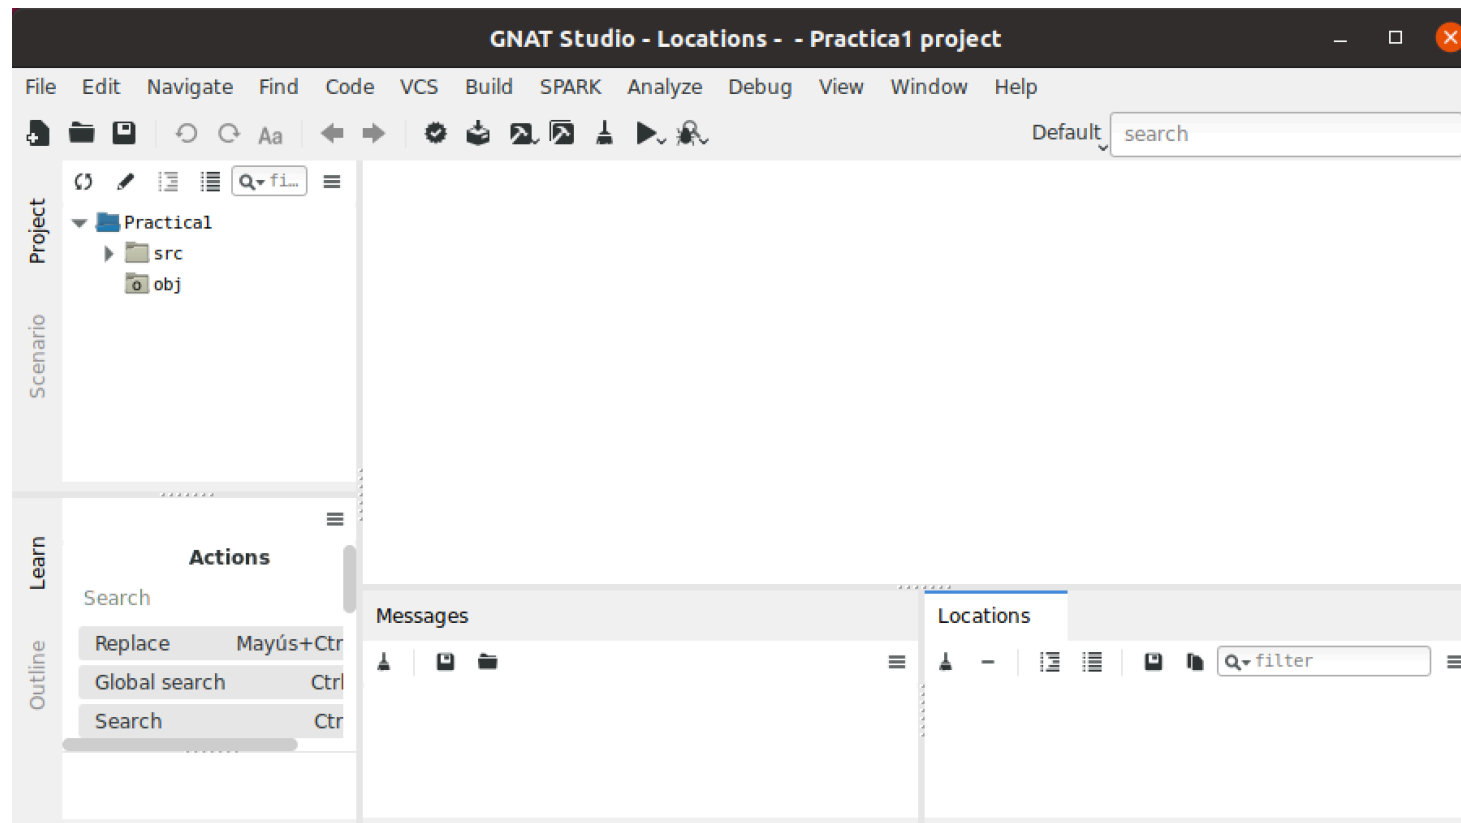 GNAT Studio - Locations -  - Practica1 project
File Edit Navigate Find Code VCS Build SPARK Analyze Debug View Window Help
Aa Default search
fi...
Project
Practica1
src
obj
Scenario
Learn
Actions
Search
Replace Mayús+Ctr
Global search Ctrl
Search Ctr
Outline
Messages
Locations
filter